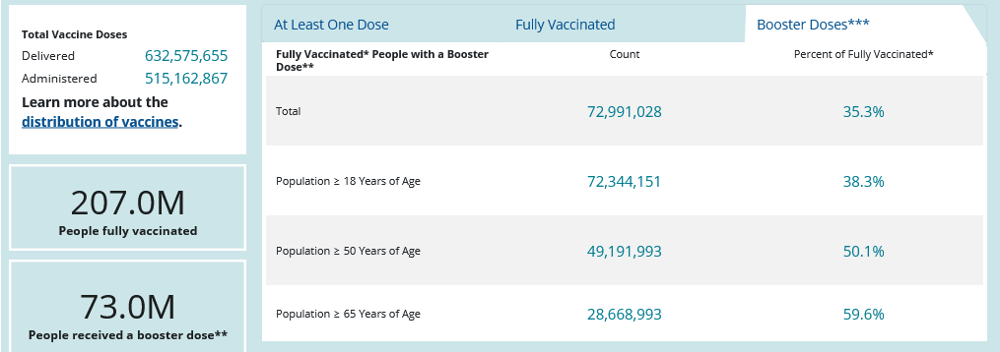 Total Vaccine Doses
Delivered 632,575,655
Administered 515,162,867
Learn more about the
distribution of vaccines.
207.0M
People fully vaccinated
73.0M
People received a booster dose**
At Least One Dose Fully Vaccinated Booster Doses***
Fully Vaccinated* People with a Booster Count Percent of Fully Vaccinated*
Dose**
Total 72,991,028 35.3%
Population ≥ 18 Years of Age 72,344,151 38.3%
Population ≥ 50 Years of Age 49,191,993 50.1%
Population ≥ 65 Years of Age 28,668,993 59.6%